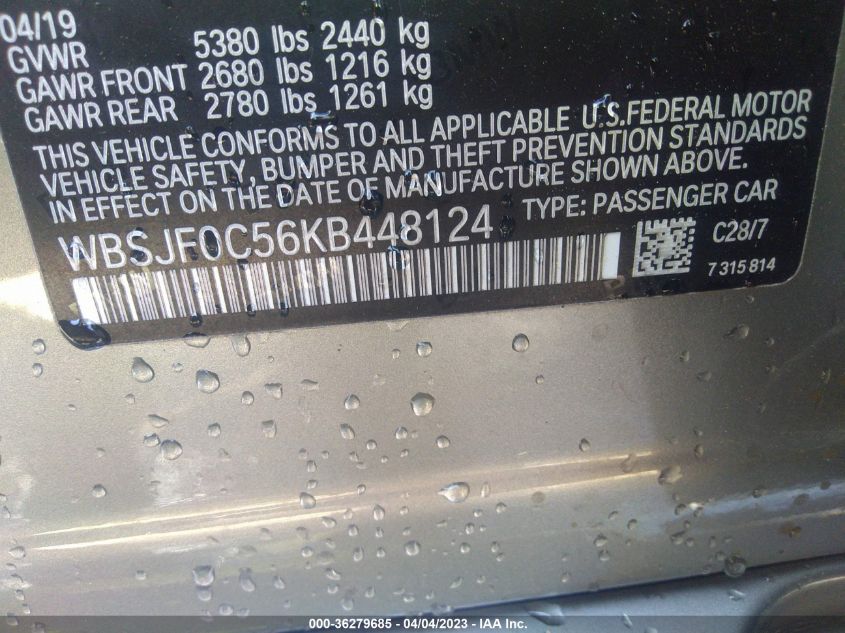 04/19
GVWR 5380 lbs 2440 kg
GAWR FRONT 2680 lbs 1216 kg
GAWR REAR 2780 lbs 1261 kg
THIS VEHICLE CONFORMS TO ALL APPLICABLE U.S.FEDERAL MOTOR
VEHICLE SAFETY, BUMPER AND THEFT PREVENTION STANDARDS
IN EFFECT ON THE DATE OF MANUFACTURE SHOWN ABOVE.
WBSJF0C56KB448124 TYPE: PASSENGER CAR
C28/7
7 315 814
000-36279685 - 04/04/2023 - IAA Inc.